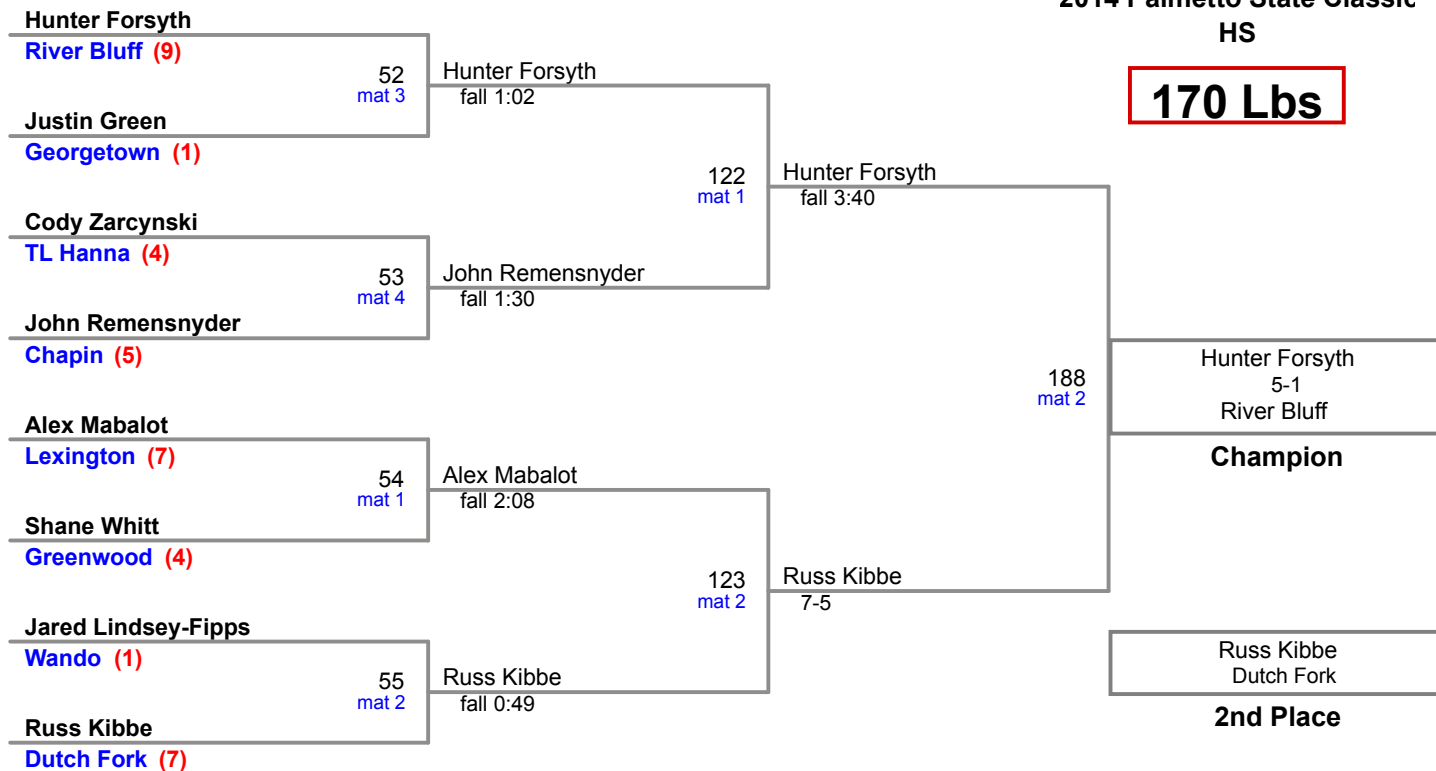 2014 Palmetto State Classic
HS
170 Lbs
Hunter Forsyth
River Bluff (9)
52
mat 3
Justin Green
Georgetown (1)
Hunter Forsyth
fall 1:02
122
mat 1
Cody Zarcynski
TL Hanna (4)
53
mat 4
John Remensnyder
Chapin (5)
John Remensnyder
fall 1:30
Hunter Forsyth
fall 3:40
188
mat 2
Alex Mabalot
Lexington (7)
54
mat 1
Shane Whitt
Greenwood (4)
Alex Mabalot
fall 2:08
123
mat 2
Jared Lindsey-Fipps
Wando (1)
55
mat 2
Russ Kibbe
Dutch Fork (7)
Russ Kibbe
fall 0:49
Russ Kibbe
7-5
Hunter Forsyth
5-1
River Bluff
Champion
Russ Kibbe
Dutch Fork
2nd Place